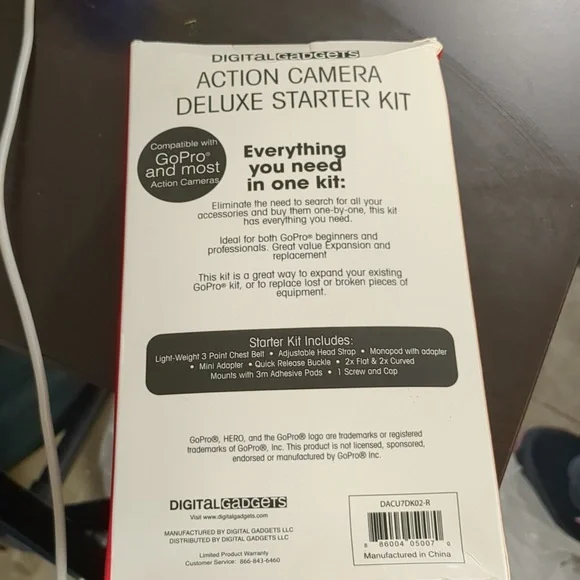 DIGITALGADGETS
ACTION CAMERA
DELUXE STARTER KIT
Compatible with
GoPro®
and most
Action Cameras
Everything
you need
in one kit:
Eliminate the need to search for all your
accessories and buy them one-by-one, this kit
has everything you need.
Ideal for both GoPro® beginners and
professionals. Great value Expansion and
replacement
This kit is a great way to expand your existing
GoPro® kit, or to replace lost or broken pieces of
equipment.
Starter Kit Includes:
Light-Weight 3 Point Chest Belt • Adjustable Head Strap • Monopod with adapter
• Mini Adapter • Quick Release Buckle • 2x Flat & 2x Curved
Mounts with 3m Adhesive Pads • 1 Screw and Cap
GoPro®, HERO, and the GoPro® logo are trademarks or registered
trademarks of GoPro®, Inc. This product is not licensed, sponsored,
endorsed or manufactured by GoPro® Inc.
DIGITALGADGETS
Visit www.digitalgadgets.com
MANUFACTURED BY DIGITAL GADGETS LLC
DISTRIBUTED BY DIGITAL GADGETS LLC
Limited Product Warranty
Customer Service: 866-843-6460
DACU7DK02-R
8 86004 05007 0
Manufactured in China